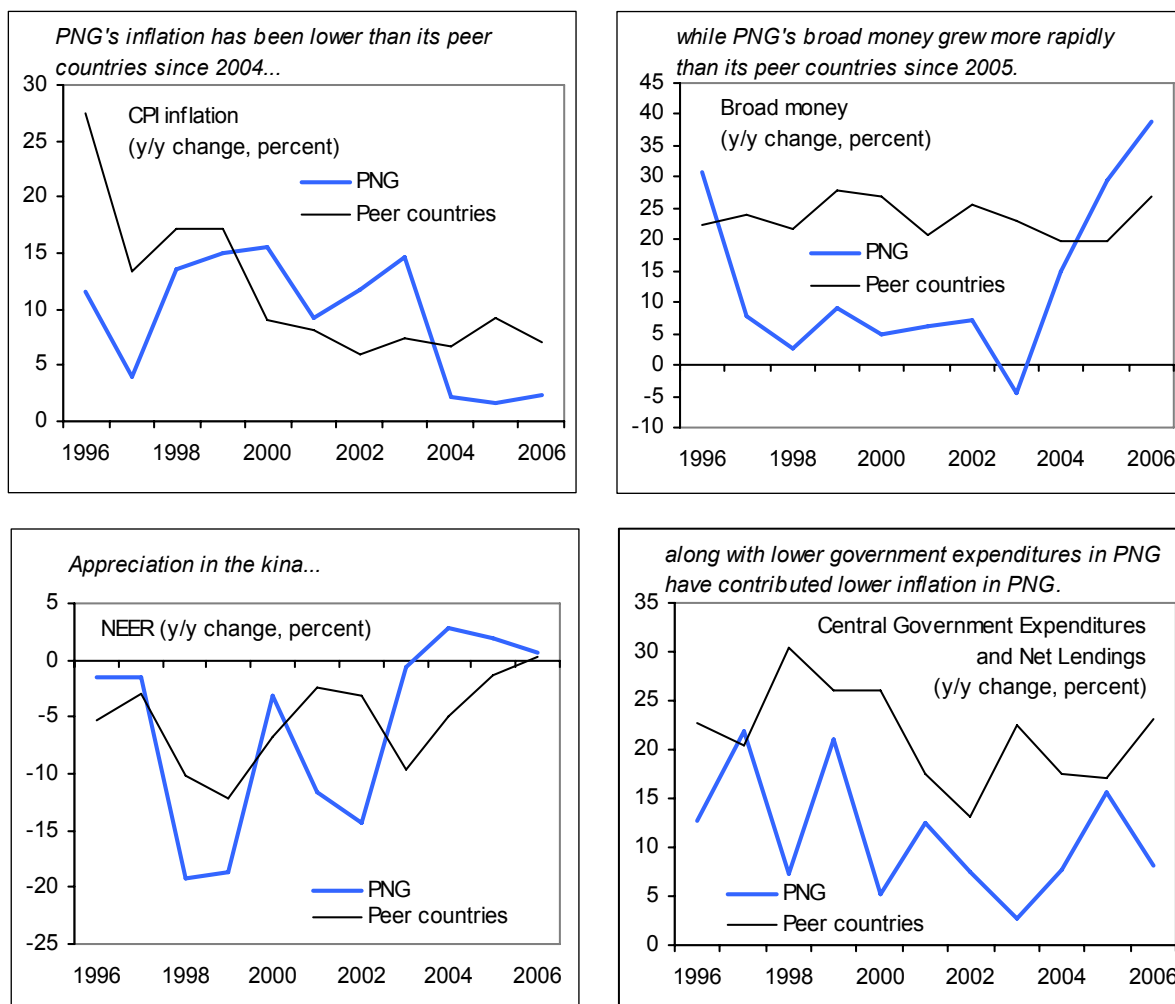 PNG's inflation has been lower than its peer
countries since 2004...
30
25
20
15
10
5
0
CPI inflation
(y/y change, percent)
PNG
Peer countries
1996 1998 2000 2002 2004 2006
while PNG's broad money grew more rapidly
than its peer countries since 2005.
45
40
35
30
25
20
15
10
5
0
-5
-10
Broad money
(y/y change, percent)
PNG
Peer countries
1996 1998 2000 2002 2004 2006
Appreciation in the kina...
5
0
-5
-10
-15
-20
-25
NEER (y/y change, percent)
PNG
Peer countries
1996 1998 2000 2002 2004 2006
along with lower government expenditures in PNG
have contributed lower inflation in PNG.
35
30
25
20
15
10
5
0
Central Government Expenditures
and Net Lendings
(y/y change, percent)
PNG
Peer countries
1996 1998 2000 2002 2004 2006